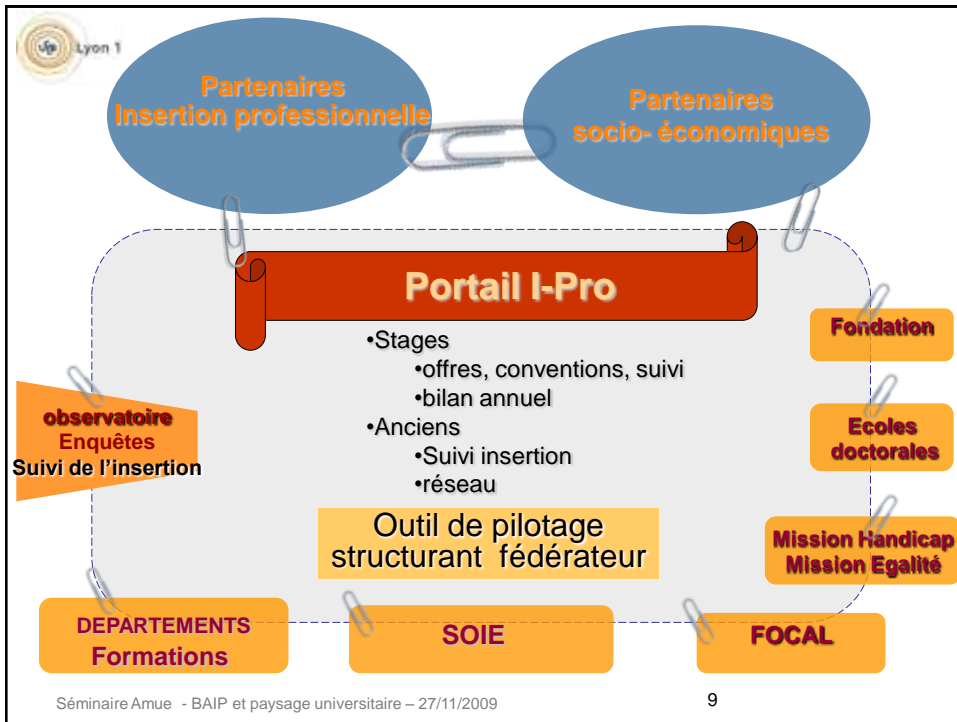 Lyon 1
Partenaires
Insertion professionnelle
Partenaires
socio- économiques
Portail I-Pro
•Stages
•offres, conventions, suivi
•bilan annuel
•Anciens
•Suivi insertion
•réseau
Outil de pilotage
structurant fédérateur
observatoire
Enquêtes
Suivi de l'insertion
Fondation
Ecoles
doctorales
Mission Handicap
Mission Egalité
DEPARTEMENTS
Formations
SOIE
FOCAL
Séminaire Amue - BAIP et paysage universitaire – 27/11/2009
9